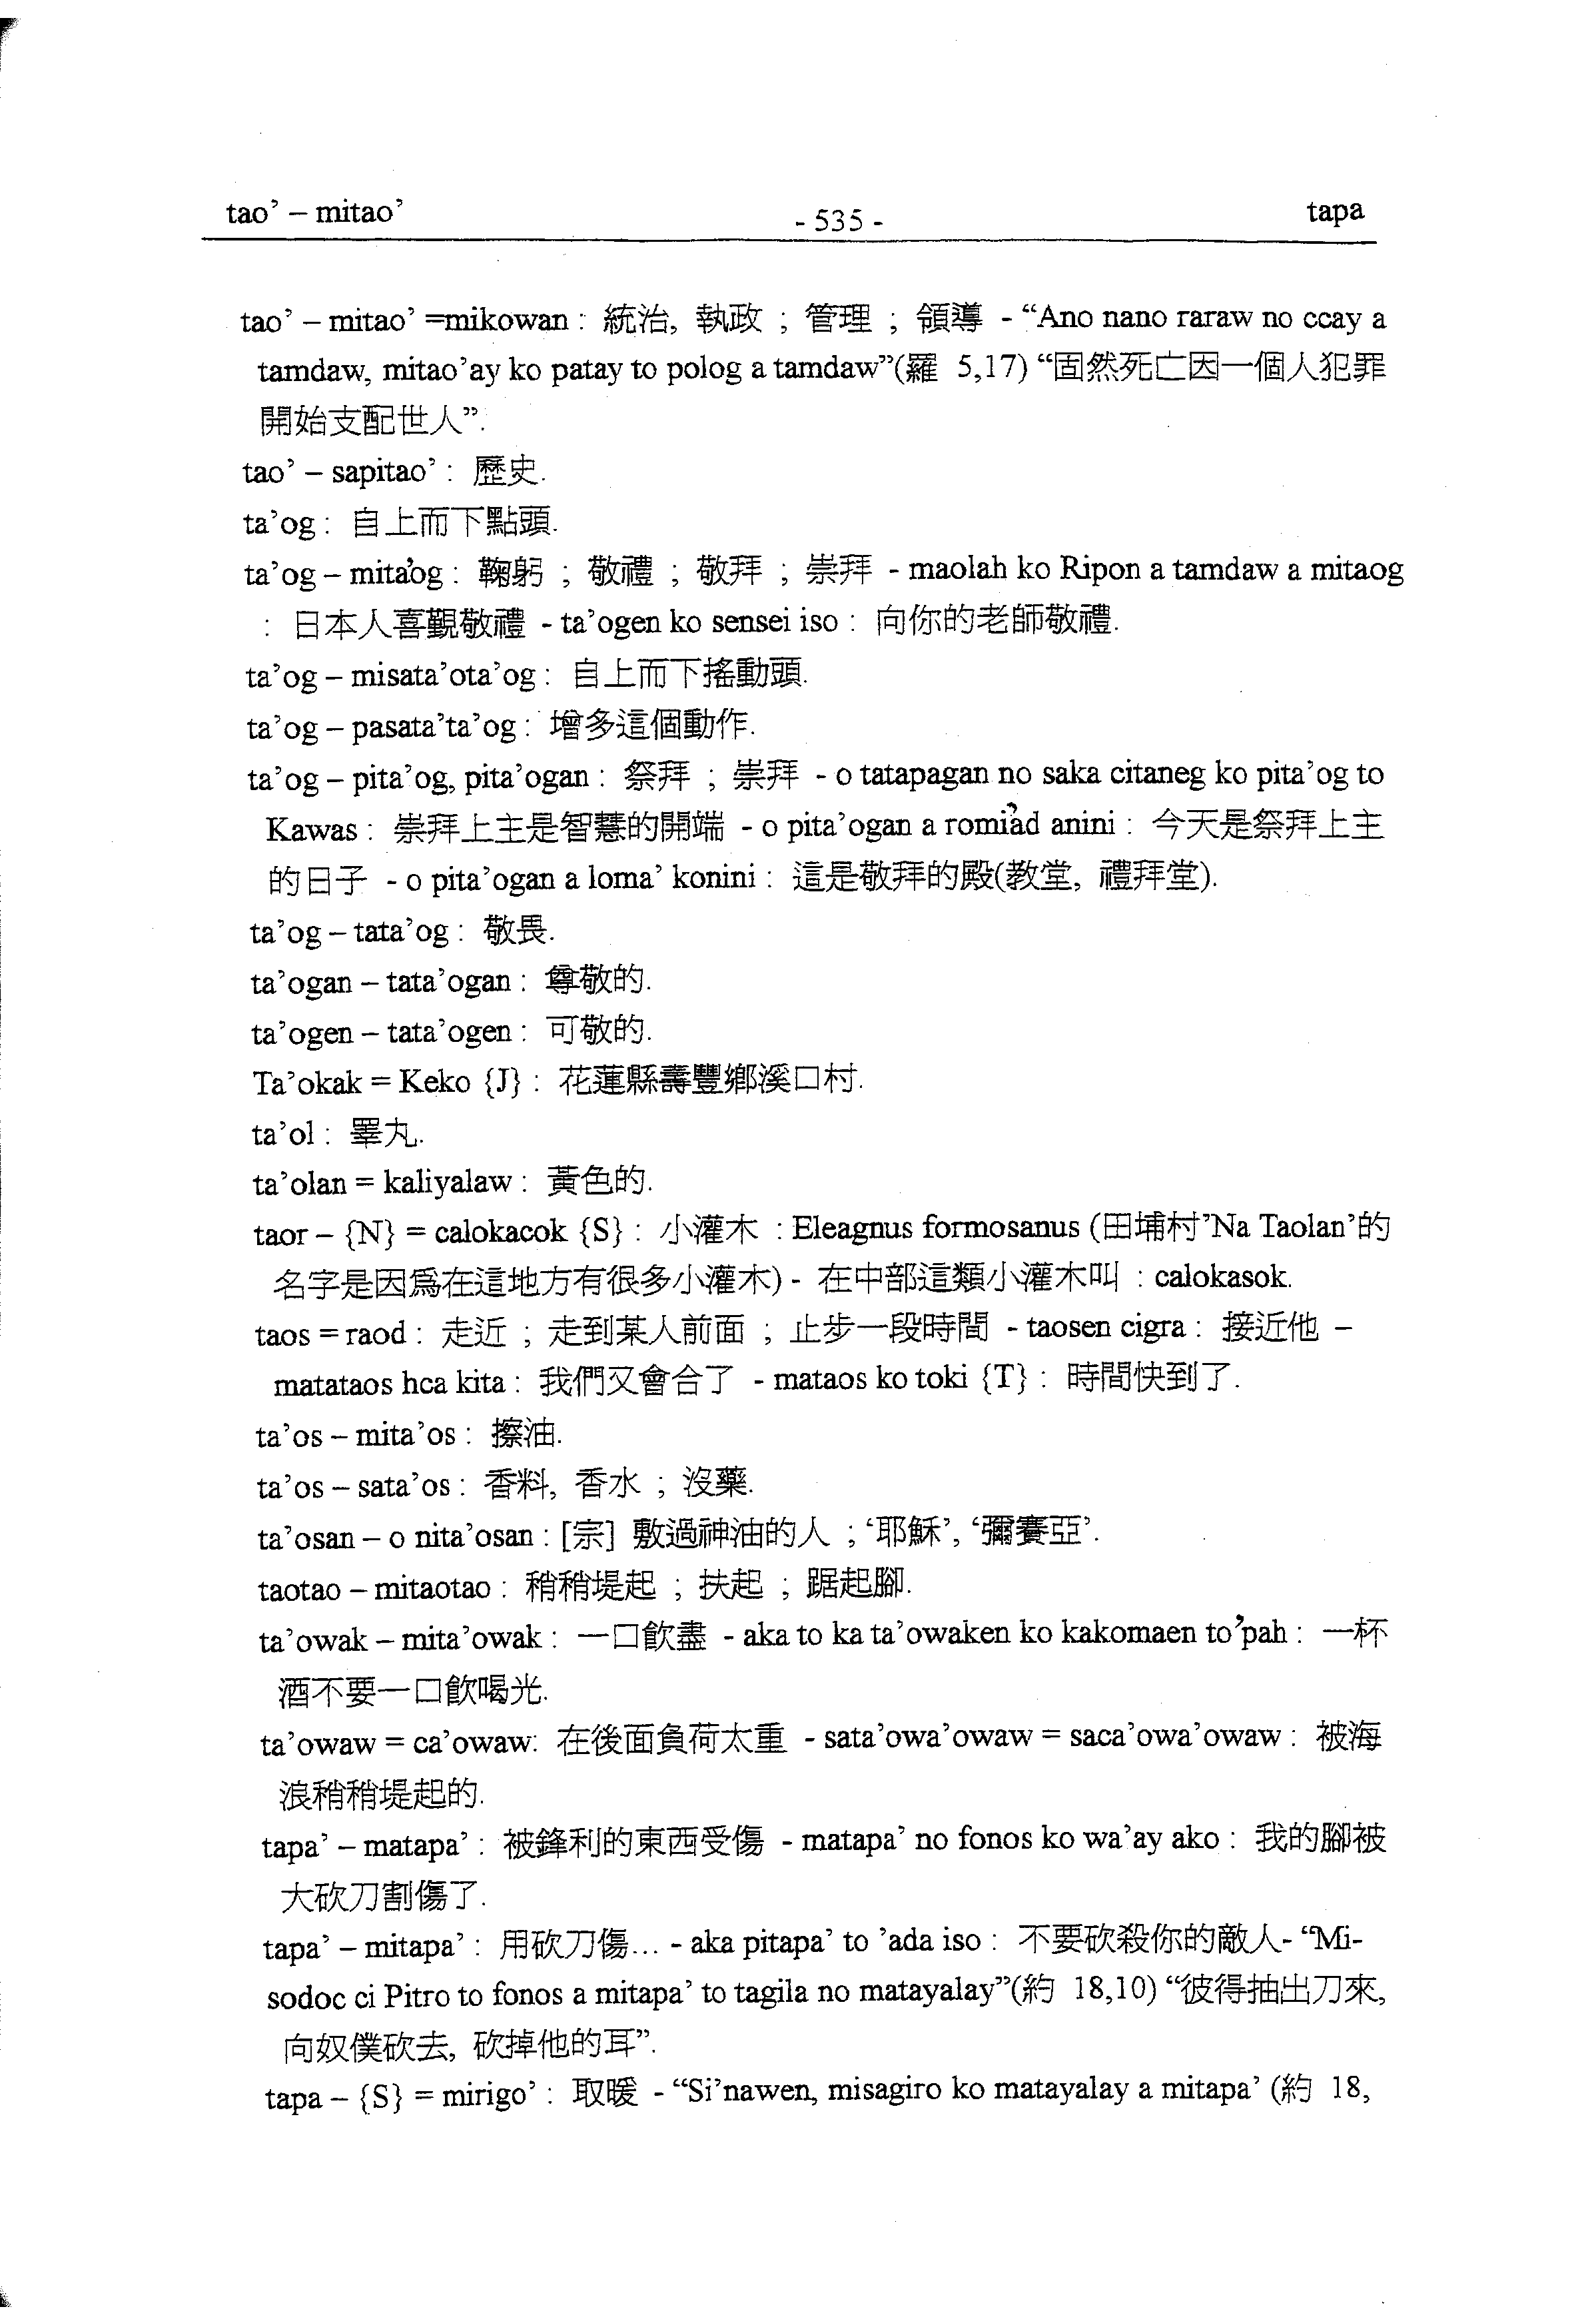 tao’ – mitao’ - 535 - tapa
tao’ – mitao’ =mikowan : 統治, 執政 ; 管理 ; 領導 - “Ano nano raraw no ccay a
tamdaw, mitao’ay ko patay to polog a tamdaw”(羅 5,17) “固然死亡因一個人犯罪
開始支配世人”.
tao’ – sapitao’ : 歷史.
ta’og : 自上而下點頭.
ta’og – mita’og : 鞠躬 ; 敬禮 ; 敬拜 ; 崇拜 - maolah ko Ripon a tamdaw a mitaog
: 日本人喜觀敬禮 - ta’ogen ko sensei iso : 向你的老師敬禮.
ta’og – misata’ota’og : 自上而下搖動頭.
ta’og – pasata’ta’og : 增多這個動作.
ta’og – pita’og, pita’ogan : 祭拜 ; 崇拜 - o tatapagan no saka citaneg ko pita’og to
Kawas : 崇拜上主是智慧的開端 - o pita’ogan a romi’ad anini : 今天是祭拜上主
的日子 - o pita’ogan a loma’ konini : 這是敬拜的殿(教堂, 禮拜堂).
ta’og – tata’og : 敬畏.
ta’ogan – tata’ogan : 尊敬的.
ta’ogen – tata’ogen : 可敬的.
Ta’okak = Keko {J} : 花蓮縣壽豐鄉溪口村.
ta’ol : 睪丸.
ta’olan = kaliyalaw : 黃色的.
taor – {N} = calokacok {S} : 小灌木 : Eleagnus formosanus (田埔村’Na Taolan’的
名字是因爲在這地方有很多小灌木) - 在中部這類小灌木叫 : calokasok.
taos = raod : 走近 ; 走到某人前面 ; 止步一段時間 - taosen cigra : 接近他 –
matataos hca kita : 我們又會合了 - mataos ko toki {T} : 時間快到了.
ta’os – mita’os : 擦油.
ta’os – sata’os : 香料, 香水 ; 沒藥.
ta’osan – o nita’osan : [宗] 敷過神油的人 ; ‘耶穌’, ‘彌賽亞’.
taotao – mitaotao : 稍稍堤起 ; 扶起 ; 踞起腳.
ta’owak – mita’owak : 一口飲盡 - aka to ka ta’owaken ko kakomaen to ’pah : 一杯
酒不要一口飲喝光.
ta’owaw = ca’owaw: 在後面負荷太重 - sata’owa’owaw = saca’owa’owaw : 被海
浪稍稍堤起的.
tapa’ – matapa’ : 被鋒利的東西受傷 - matapa’ no fonos ko wa’ay ako : 我的腳被
大砍刀割傷了.
tapa’ – mitapa’ : 用砍刀傷... - aka pitapa’ to ’ada iso : 不要砍殺你的敵人- “Mi-
sodoc ci Pitro to fonos a mitapa’ to tagila no matayalay”(約 18,10) “彼得抽出刀來,
向奴僕砍去, 砍掉他的耳”.
tapa – {S} = mirigo’ : 取暖 - “Si’nawen, misagiro ko matayalay a mitapa’ (約 18,